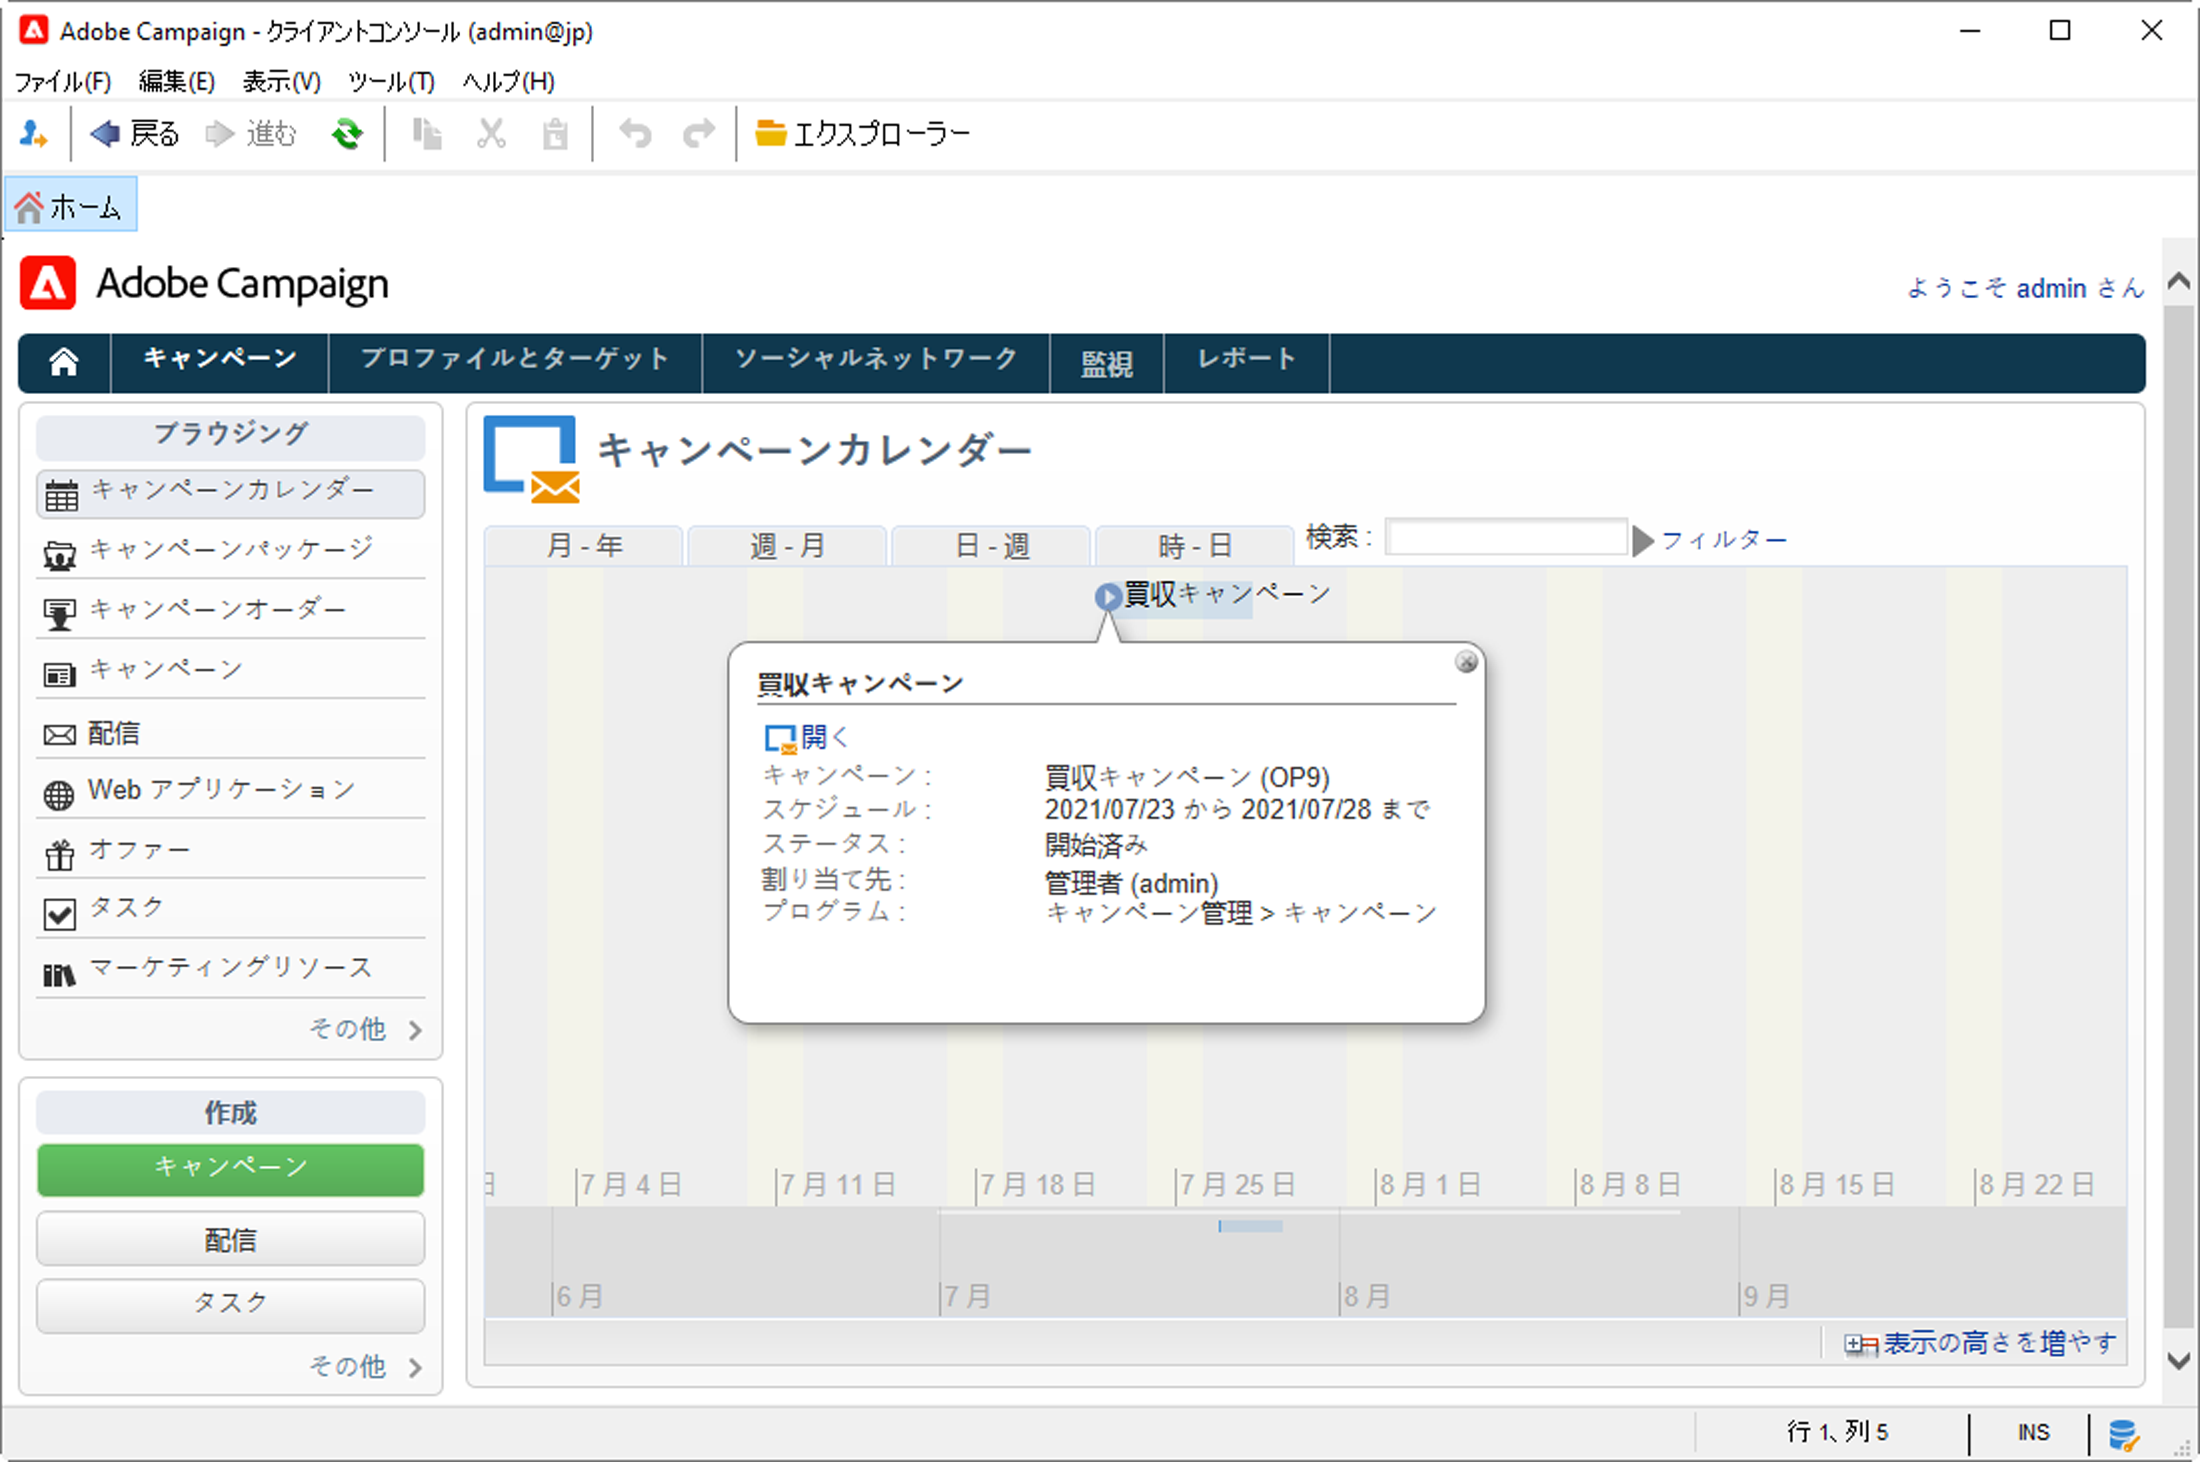 Adobe Campaign - クライアントコンソール (admin@jp)
ファイル(F) 編集(E) 表示(V) ツール(T) ヘルプ(H)
戻る 進む エクスプローラー
ホーム
Adobe Campaign
ようこそ admin さん
キャンペーン プロファイルとターゲット ソーシャルネットワーク 監視 レポート
ブラウジング
キャンペーンカレンダー
キャンペーンパッケージ
キャンペーンオーダー
キャンペーン
配信
Web アプリケーション
オファー
タスク
マーケティングリソース
その他
作成
キャンペーン
配信
タスク
その他
キャンペーンカレンダー
月 - 年 週 - 月 日 - 週 時 - 日 検索 : フィルター
買収キャンペーン
買収キャンペーン
開く
キャンペーン : 買収キャンペーン (OP9)
スケジュール : 2021/07/23 から 2021/07/28 まで
ステータス : 開始済み
割り当て先 : 管理者 (admin)
プログラム : キャンペーン管理 > キャンペーン
日 7 月 4 日 7 月 11 日 7 月 18 日 7 月 25 日 8 月 1 日 8 月 8 日 8 月 15 日 8 月 22 日
6 月 7 月 8 月 9 月
表示の高さを増やす
行 1、列 5 INS